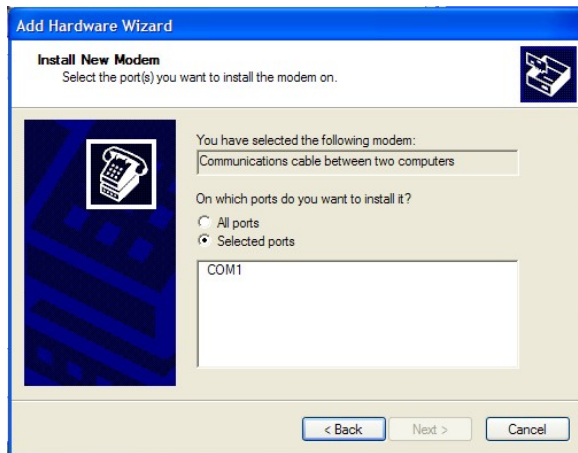 Add Hardware Wizard
Install New Modem
Select the port(s) you want to install the modem on.
You have selected the following modem:
Communications cable between two computers
On which ports do you want to install it?
All ports
Selected ports
COM1
< Back Next > Cancel